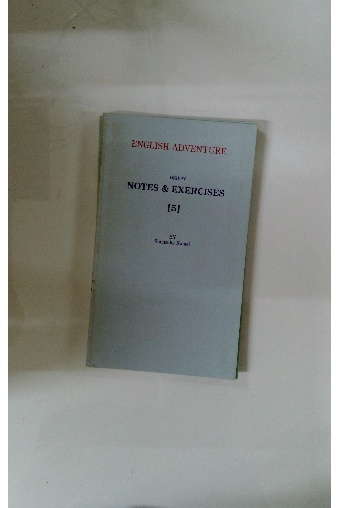 ENGLISH ADVENTURE
NOTES & EXERCISES
[5]
BY